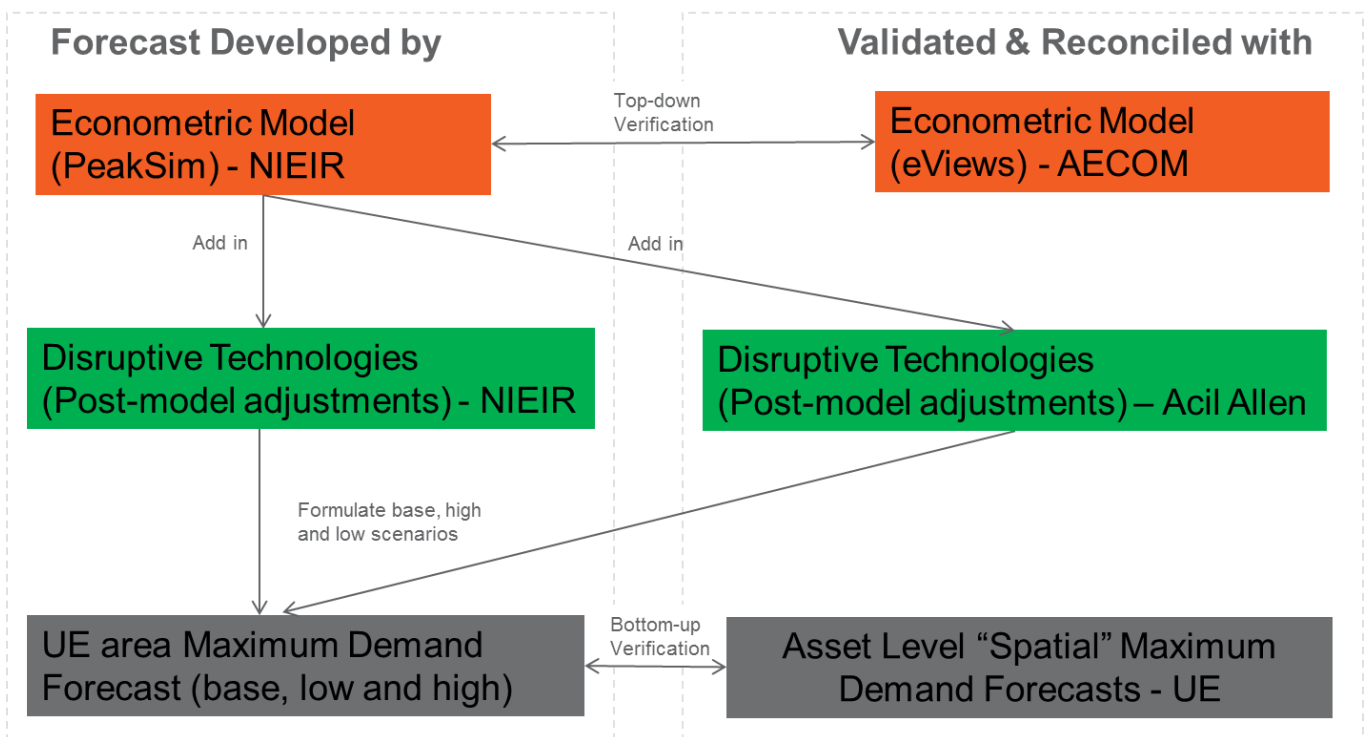 Forecast Developed by
Validated & Reconciled with
Econometric Model
(PeakSim) - NIEIR
Top-down
Verification
Econometric Model
(eViews) - AECOM
Add in
Add in
Disruptive Technologies
(Post-model adjustments) - NIEIR
Disruptive Technologies
(Post-model adjustments) – Acil Allen
Formulate base, high
and low scenarios
UE area Maximum Demand
Forecast (base, low and high)
Bottom-up
Verification
Asset Level “Spatial” Maximum
Demand Forecasts - UE